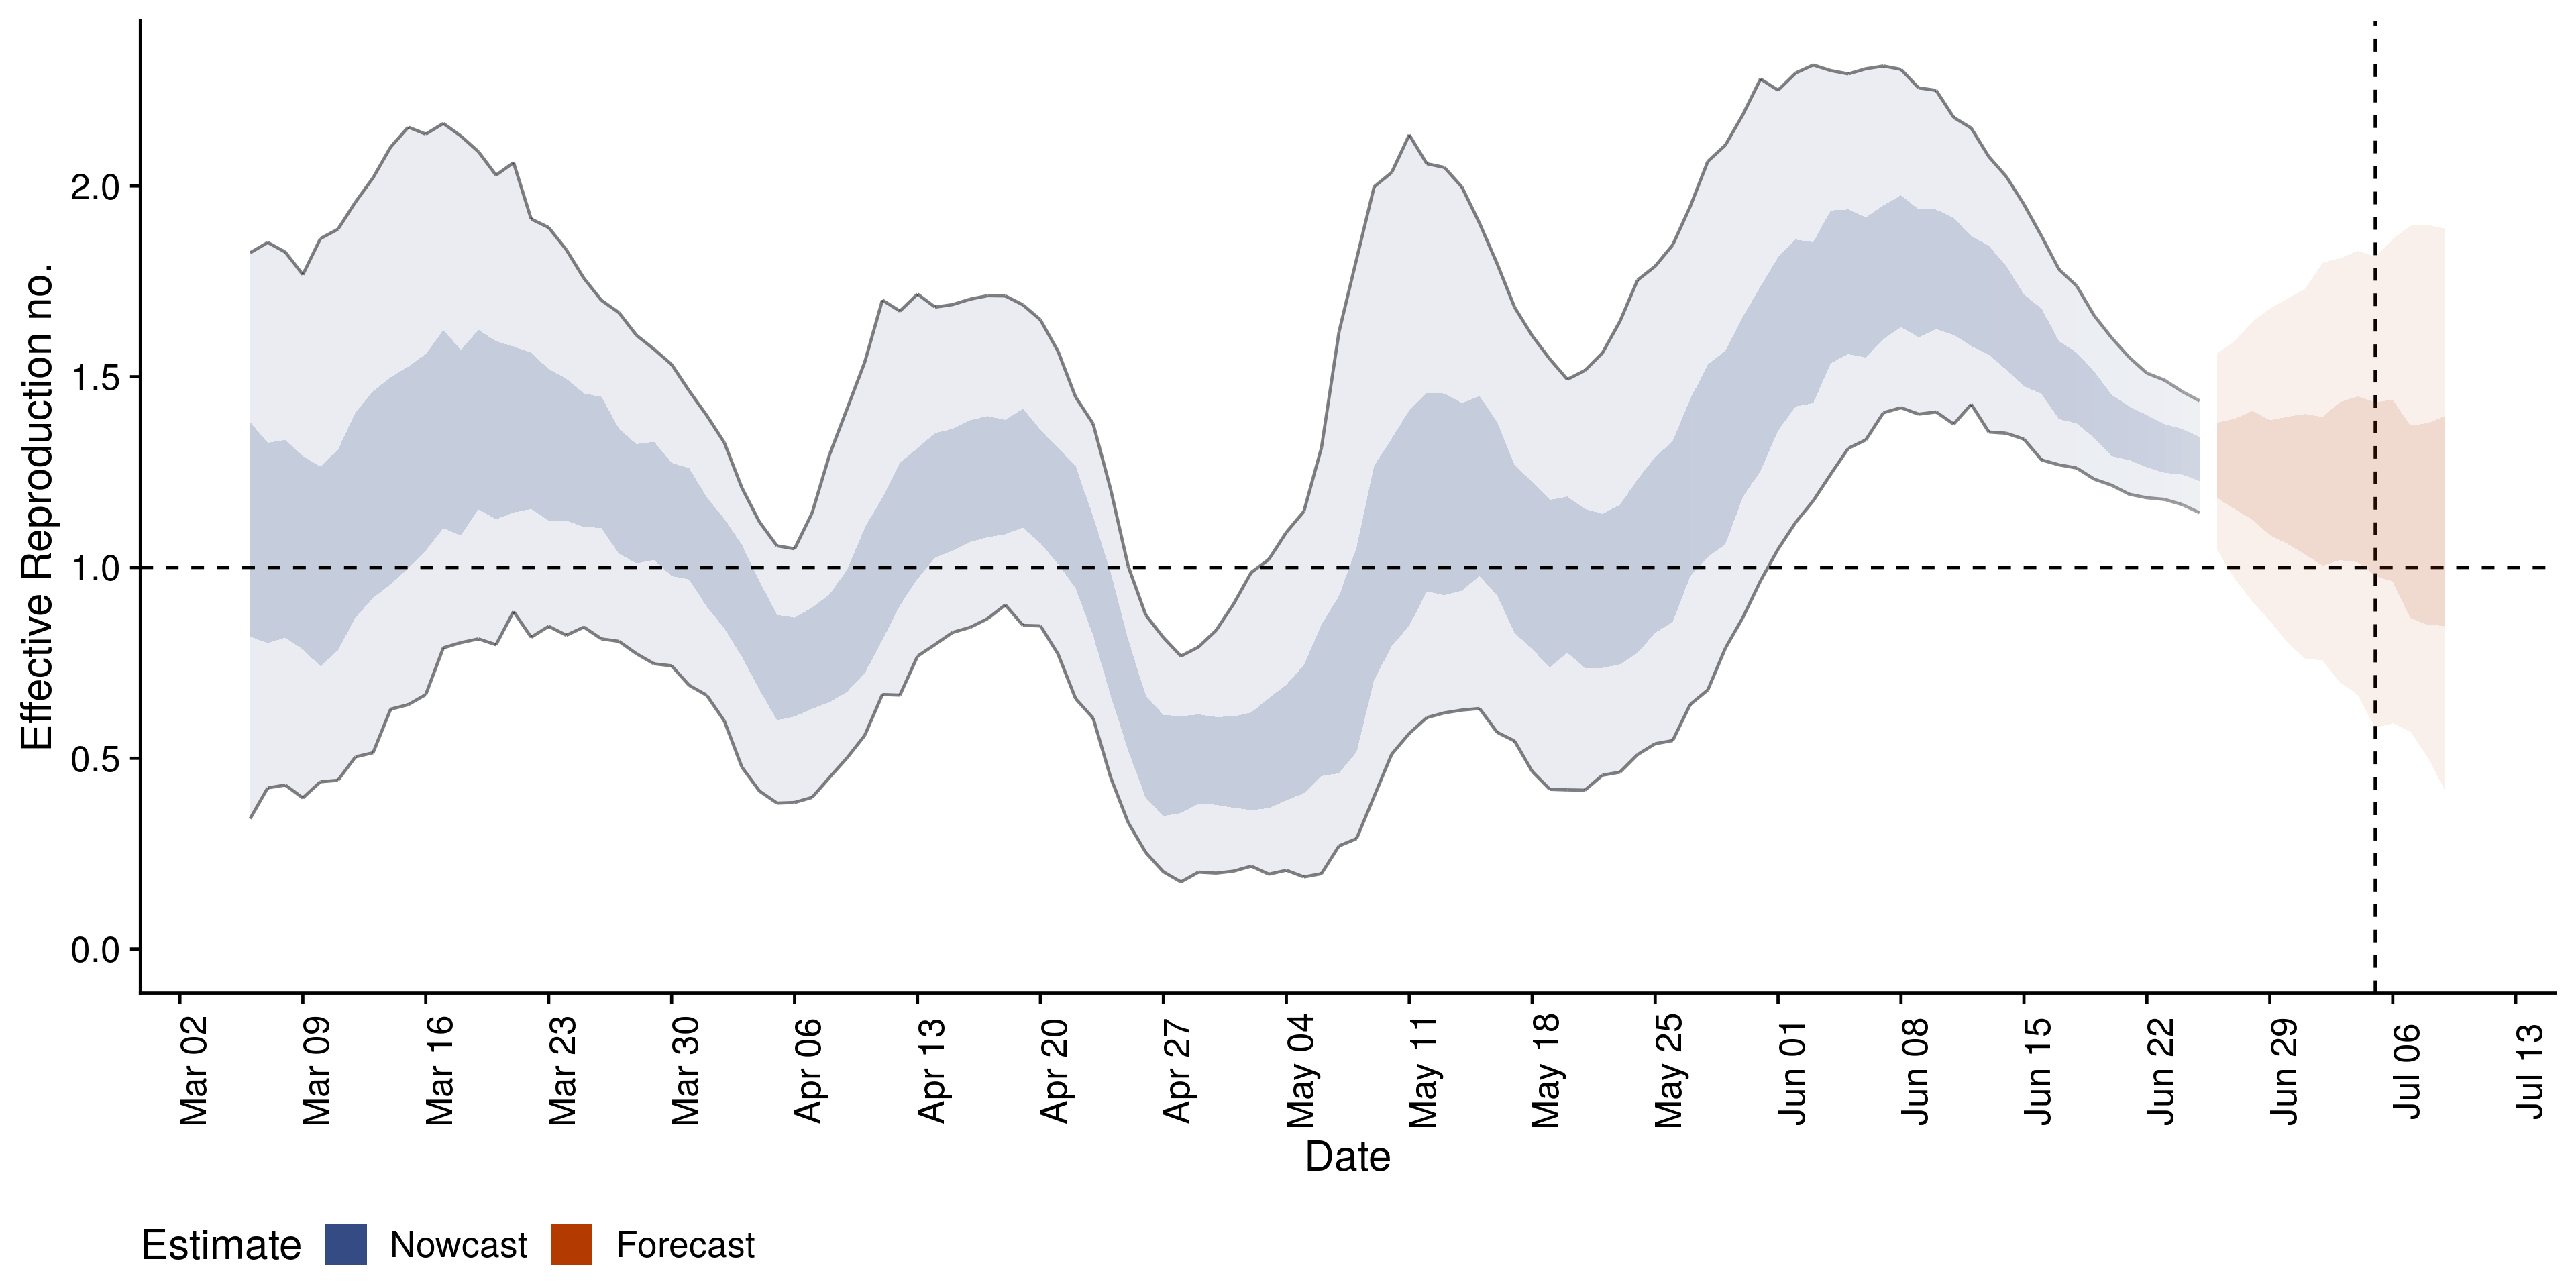 Effective Reproduction no.
2.0
1.5
1.0
0.5
0.0
Mar 02
Mar 09
Mar 16
Mar 23
Mar 30
Apr 06
Apr 13
Apr 20
Apr 27
May 04
May 11
May 18
May 25
Jun 01
Jun 08
Jun 15
Jun 22
Jun 29
Jul 06
Jul 13
Date
Estimate Nowcast Forecast